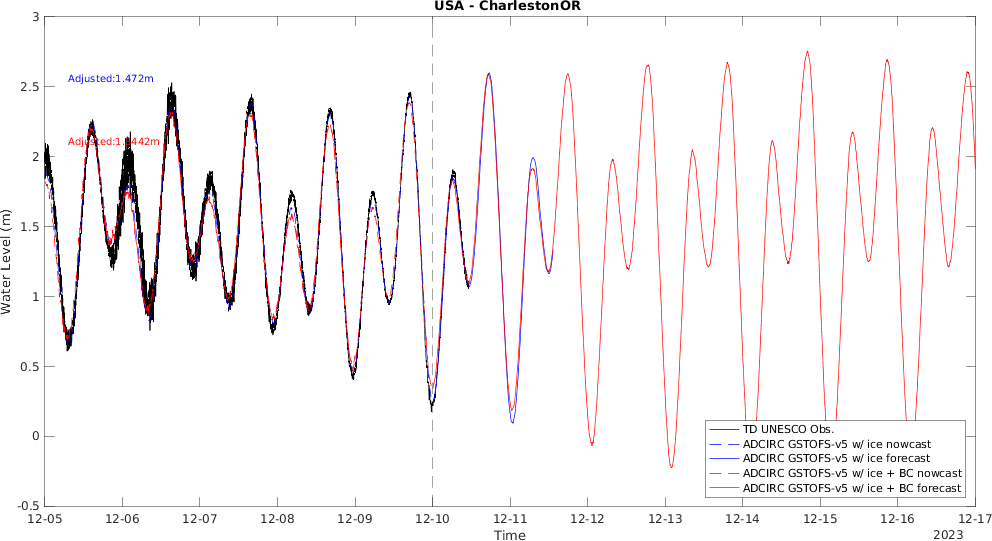 USA - CharlestonOR
3
2.5
2
1.5
1
0.5
0
-0.5
Water Level (m)
Adjusted:1.472m
Adjusted:1.4442m
TD UNESCO Obs.
ADCIRC GSTOFS-v5 w/ ice nowcast
ADCIRC GSTOFS-v5 w/ ice forecast
ADCIRC GSTOFS-v5 w/ ice + BC nowcast
ADCIRC GSTOFS-v5 w/ ice + BC forecast
12-05 12-06 12-07 12-08 12-09 12-10 12-11 12-12 12-13 12-14 12-15 12-16 12-17
Time
2023